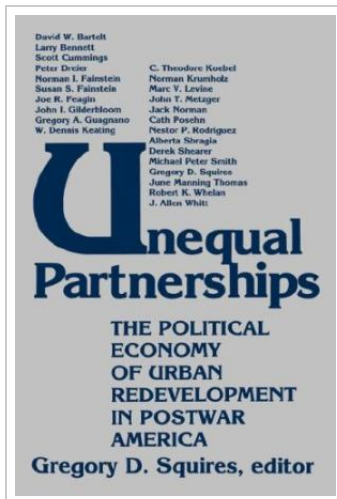 David W. Bartelt
Larry Bennett
Scott Cummings
Peter Dreier
Norman I. Fainstein
Susan S. Fainstein
Joe R. Feagin
John I. Gilderbloom
Gregory A. Guagnano
W. Dennis Keating
C. Theodore Koebel
Norman Krumholz
Marc V. Levine
John T. Metzger
Jack Norman
Cath Posehn
Nestor P. Rodriguez
Alberta Sbragia
Derek Shearer
Michael Peter Smith
Gregory D. Squires
June Manning Thomas
Robert K. Whelan
J. Allen Whitt
Unequal
Partnerships
THE POLITICAL
ECONOMY
OF URBAN
REDEVELOPMENT
IN POSTWAR
AMERICA
Gregory D. Squires, editor